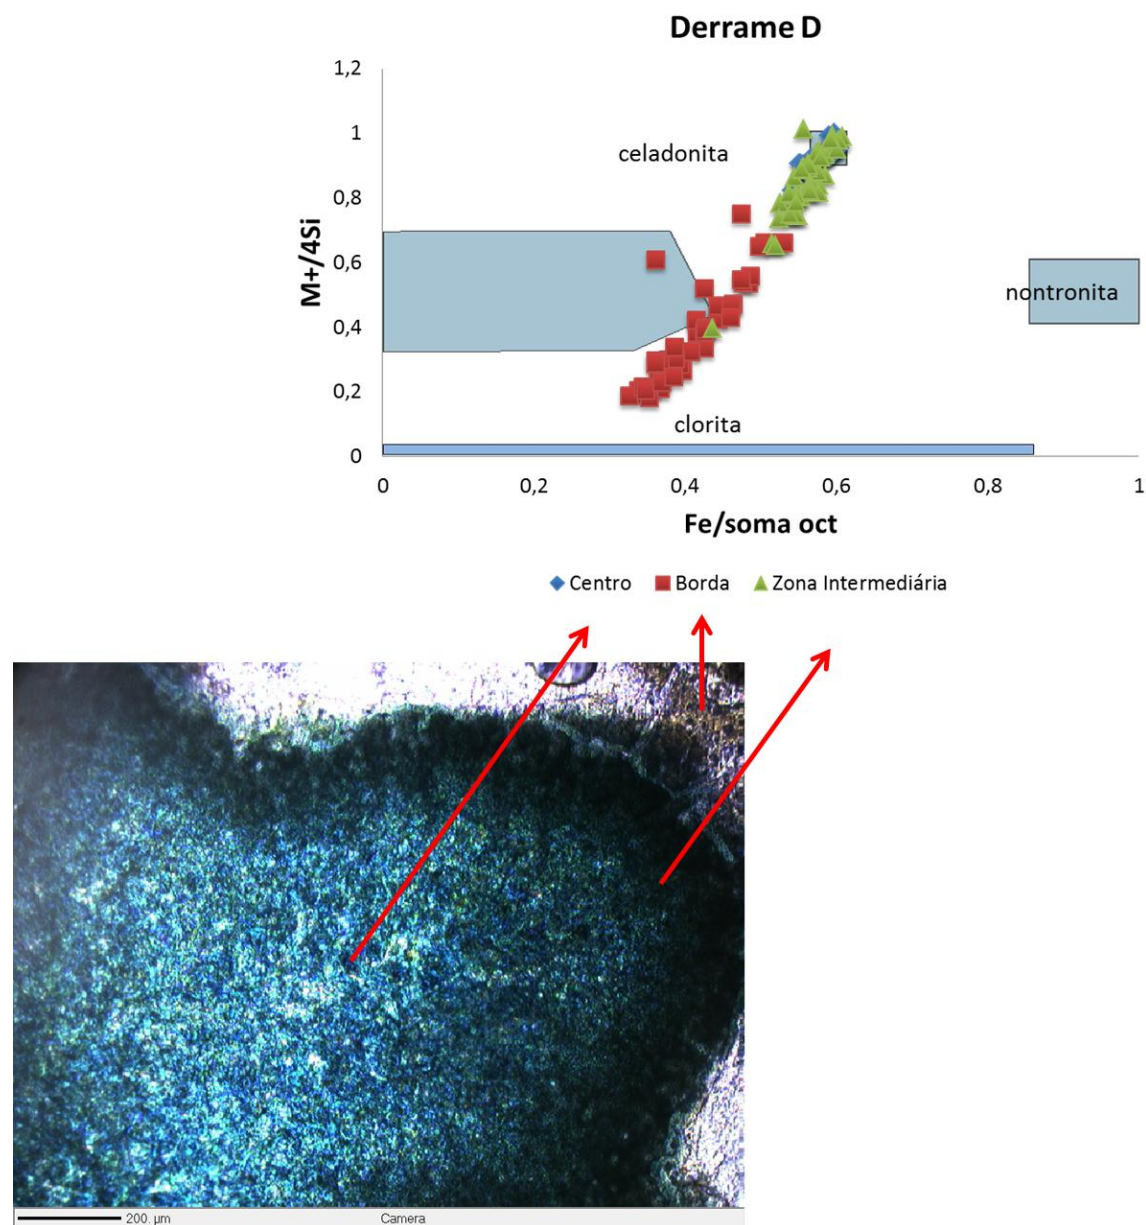 Derrame D
1,2
1
0,8
0,6
0,4
0,2
0
M+/4Si
celadonita
nontronita
clorita
0 0,2 0,4 0,6 0,8 1
Fe/soma oct
Centro Borda Zona Intermediária
200. µm Camera